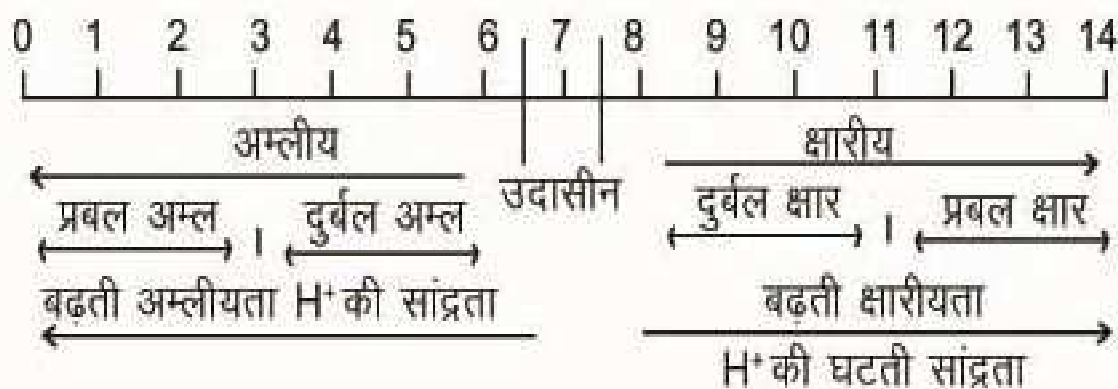 0 1 2 3 4 5 6 7 8 9 10 11 12 13 14
अम्लीय क्षारीय
उदासीन
प्रबल अम्ल दुर्बल अम्ल दुर्बल क्षार प्रबल क्षार
बढ़ती अम्लीयता H⁺ की सांद्रता बढ़ती क्षारीयता
H⁺ की घटती सांद्रता